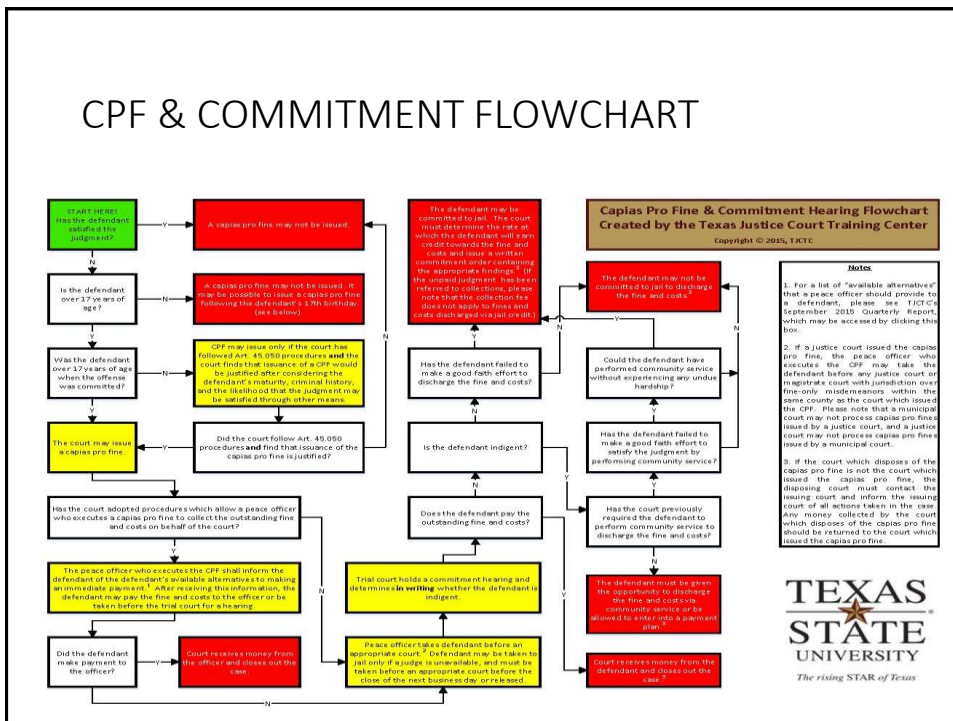 CPF & COMMITMENT FLOWCHART
START HERE!
Has the defendant
satisfied the
judgment?
Y
A capias pro fine may not be issued.
N
Is the defendant
over 17 years of
age?
N
A capias pro fine may not be issued. It
may be possible to issue a capias pro fine
following the defendant's 17th birthday
(see below).
Y
Was the defendant
over 17 years of age
when the offense
was committed?
N
CPF may issue only if the court has
followed Art. 45.050 procedures and the
court finds that issuance of a CPF would
be justified after considering the
defendant's maturity, criminal history,
and the likelihood that the judgment may
be satisfied through other means.
N
Y
The court may issue
a capias pro fine.
Y
Did the court follow Art. 45.050
procedures and find that issuance of the
capias pro fine is justified?
Has the court adopted procedures which allow a peace officer
who executes a capias pro fine to collect the outstanding fine
and costs on behalf of the court?
Y
N
The peace officer who executes the CPF shall inform the
defendant of the defendant's available alternatives to making
an immediate payment.1 After receiving this information, the
defendant may pay the fine and costs to the officer or be
taken before the trial court for a hearing.
Did the defendant
make payment to
the officer?
Y
Court receives money from
the officer and closes out the
case.
N
The defendant may be
committed to jail. The court
must determine the rate at
which the defendant will earn
credit towards the fine and
costs and issue a written
commitment order containing
the appropriate findings.3 (If
the unpaid judgment has been
referred to collections, please
note that the collection fee
does not apply to fines and
costs discharged via jail credit.)
Y
N
Has the defendant failed to
make a good faith effort to
discharge the fine and costs?
N
Is the defendant indigent?
Y
N
Does the defendant pay the
outstanding fine and costs?
Y
Trial court holds a commitment hearing and
determines in writing whether the defendant is
indigent.
Peace officer takes defendant before an
appropriate court.2 Defendant may be taken to
jail only if a judge is unavailable, and must be
taken before an appropriate court before the
close of the next business day or released.
Capias Pro Fine & Commitment Hearing Flowchart
Created by the Texas Justice Court Training Center
Copyright © 2015, TJCTC
The defendant may not be
committed to jail to discharge
the fine and costs.3
Y
N
Could the defendant have
performed community service
without experiencing any undue
hardship?
Y
N
Has the defendant failed to
make a good faith effort to
satisfy the judgment by
performing community service?
Y
Has the court previously
required the defendant to
perform community service to
discharge the fine and costs?
N
The defendant must be given
the opportunity to discharge
the fine and costs via
community service or be
allowed to enter into a payment
plan.3
Court receives money from the
defendant and closes out the
case.3
Notes
1. For a list of "available alternatives"
that a peace officer should provide to
a defendant, please see TJCTC's
September 2015 Quarterly Report,
which may be accessed by clicking this
box.
2. If a justice court issued the capias
pro fine, the peace officer who
executes the CPF may take the
defendant before any justice court or
magistrate court with jurisdiction over
fine-only misdemeanors within the
same county as the court which issued
the CPF. Please note that a municipal
court may not process capias pro fines
issued by a justice court, and a justice
court may not process capias pro fines
issued by a municipal court.
3. If the court which disposes of the
capias pro fine is not the court which
issued the capias pro fine, the
disposing court must contact the
issuing court and inform the issuing
court of all actions taken in the case.
Any money collected by the court
which disposes of the capias pro fine
should be returned to the court which
issued the capias pro fine.
TEXAS
STATE
UNIVERSITY
The rising STAR of Texas